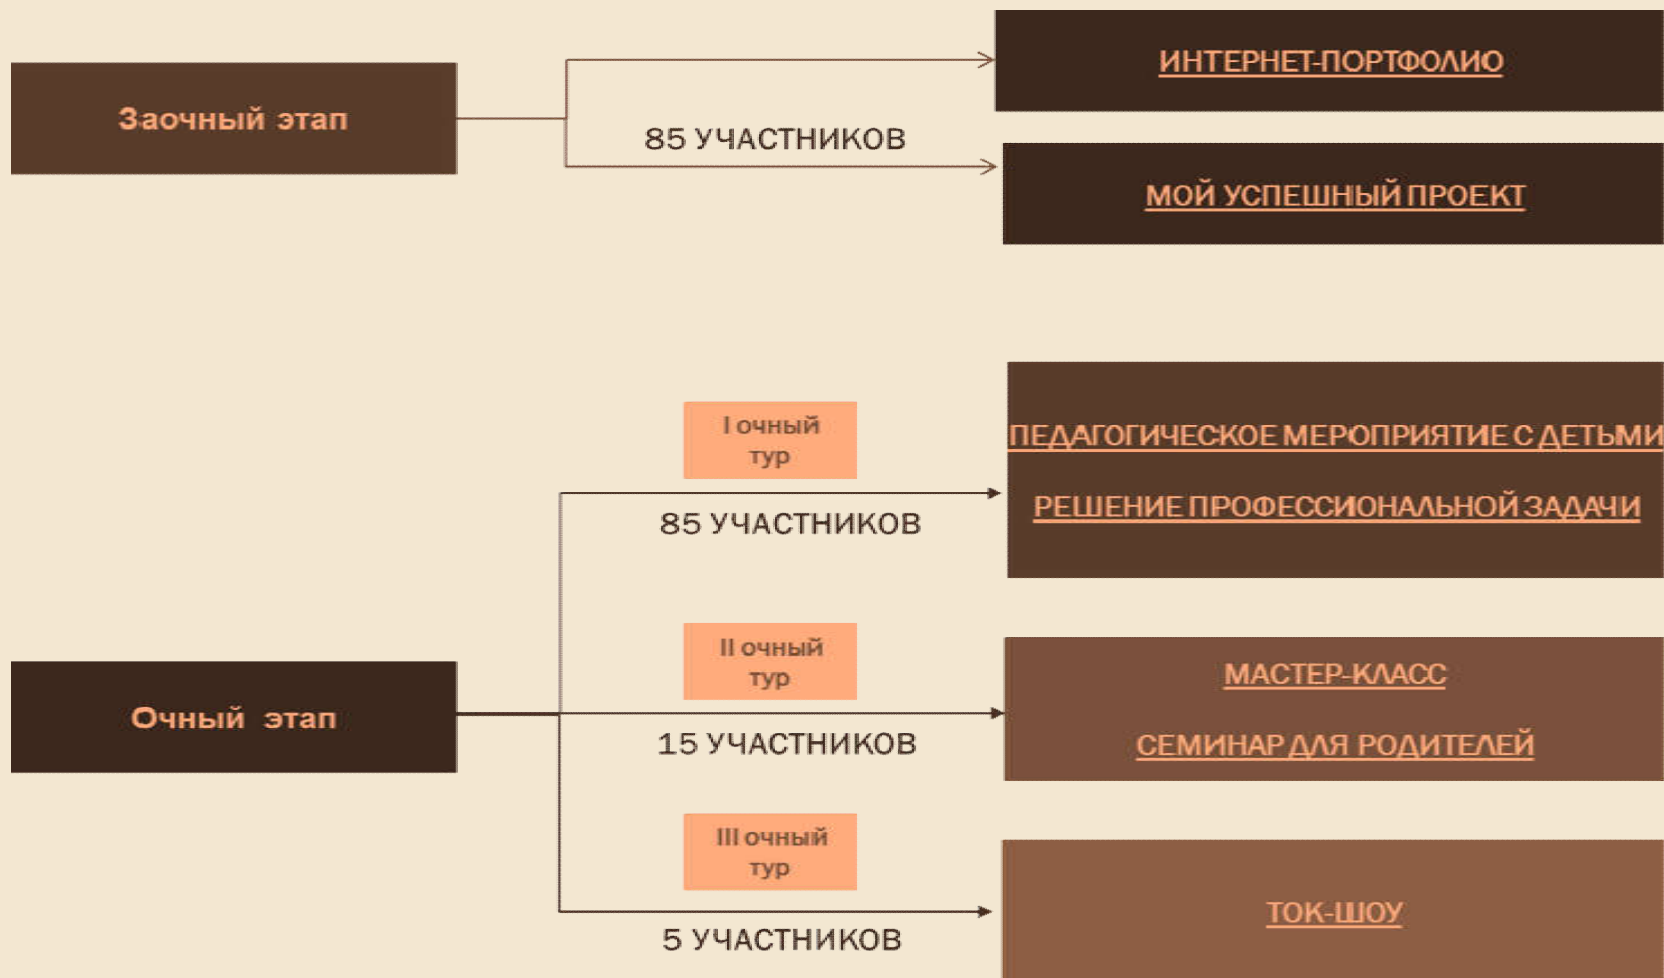 Заочный этап
85 УЧАСТНИКОВ
ИНТЕРНЕТ-ПОРТФОЛИО
МОЙ УСПЕШНЫЙ ПРОЕКТ
Очный этап
I очный
тур
85 УЧАСТНИКОВ
ПЕДАГОГИЧЕСКОЕ МЕРОПРИЯТИЕ С ДЕТЬМИ
РЕШЕНИЕ ПРОФЕССИОНАЛЬНОЙ ЗАДАЧИ
II очный
тур
15 УЧАСТНИКОВ
МАСТЕР-КЛАСС
СЕМИНАР ДЛЯ РОДИТЕЛЕЙ
III очный
тур
5 УЧАСТНИКОВ
ТОК-ШОУ